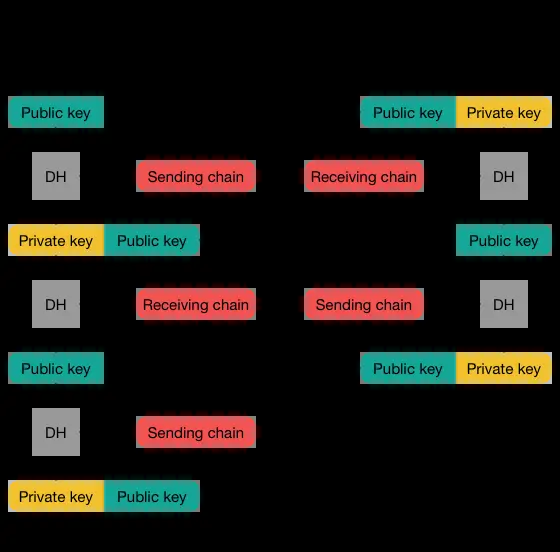 Public key
Public key Private key
DH Sending chain Receiving chain DH
Private key Public key
Public key
DH Receiving chain Sending chain DH
Public key
Public key Private key
DH Sending chain
Private key Public key